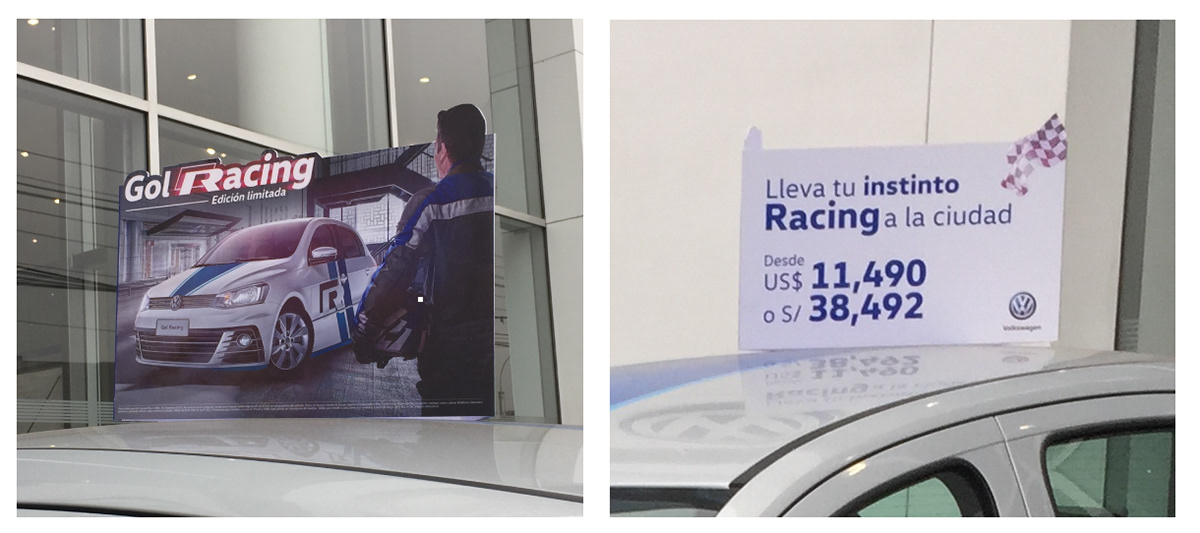 Gol Racing
Edición limitada
Gol Racing
R
Lleva tu instinto
Racing a la ciudad
Desde
US$ 11,490
o S/ 38,492
Volkswagen